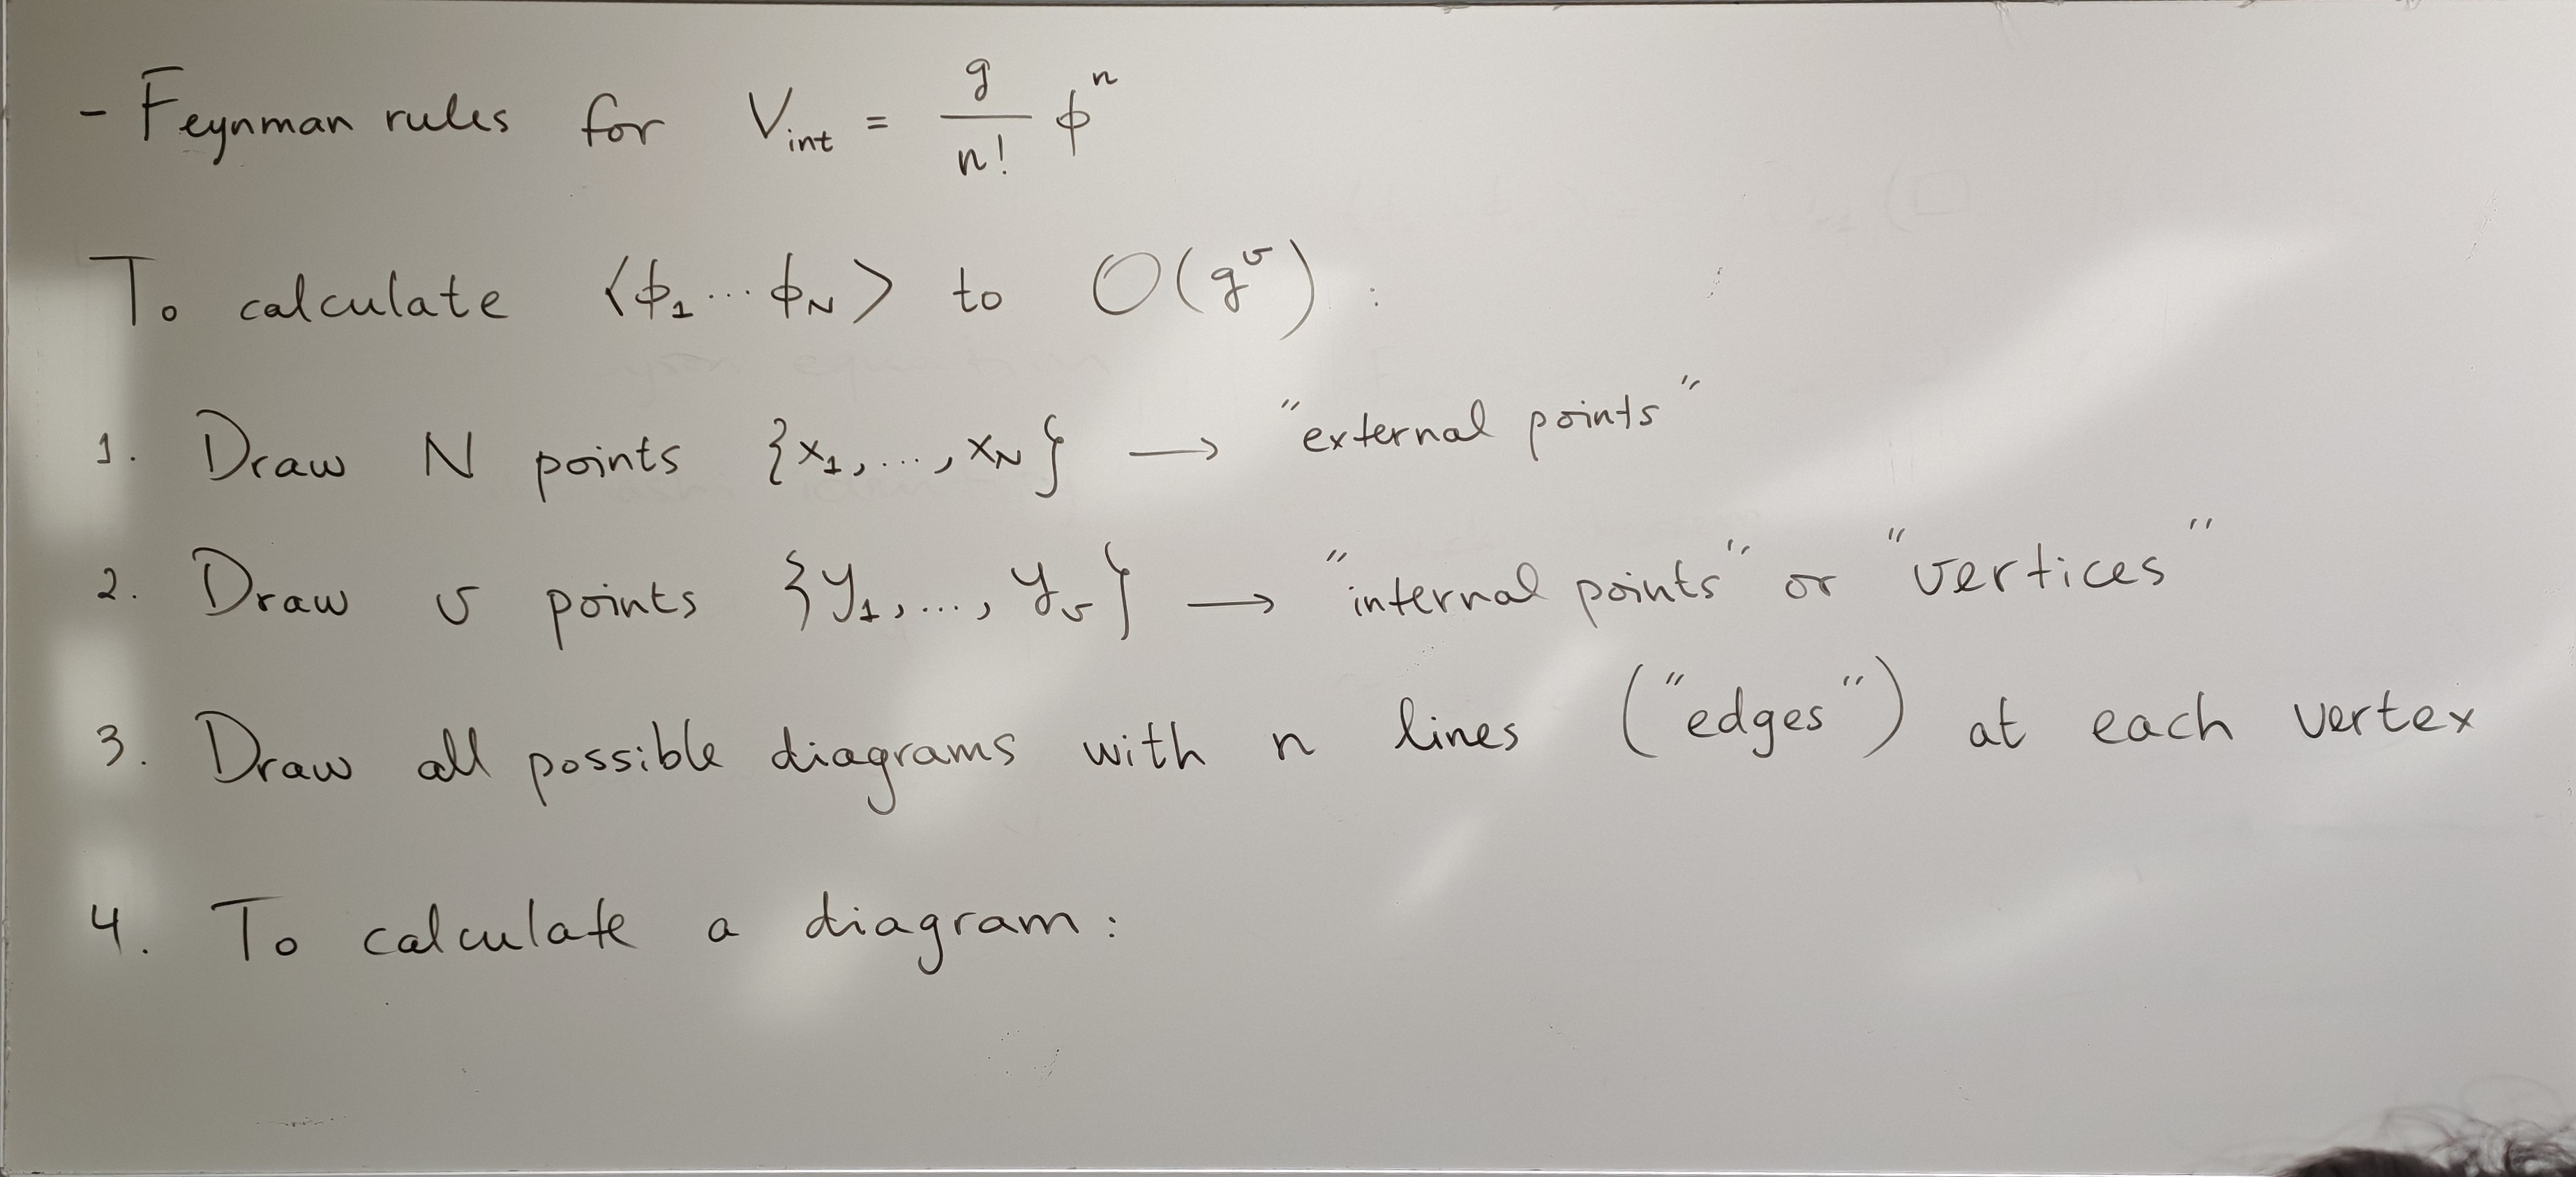 - Feynman rules for V_int = g/n! ϕ^n
To calculate ⟨ϕ_1 ... ϕ_N⟩ to O(g^v) :
1. Draw N points {x_1, ..., x_N} → "external points"
2. Draw v points {y_1, ..., y_v} → "internal points" or "vertices"
3. Draw all possible diagrams with n lines ("edges") at each vertex
4. To calculate a diagram: